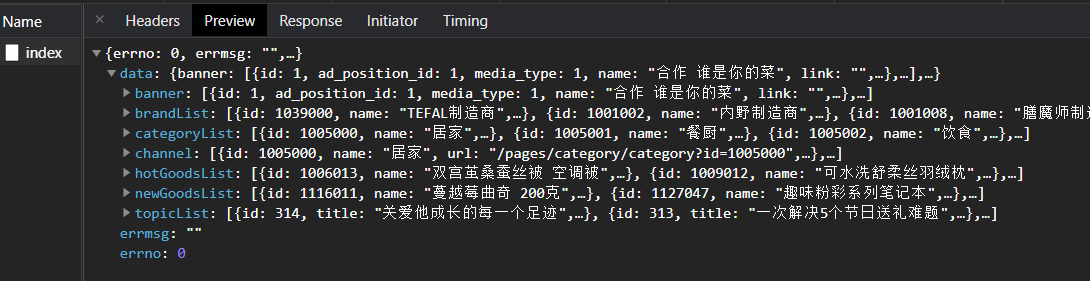 Name
× Headers Preview Response Initiator Timing
index
{errno: 0, errmsg: "",…}
data: {banner: [{id: 1, ad_position_id: 1, media_type: 1, name: "合作 谁是你的菜", link: "",…},…],…}
banner: [{id: 1, ad_position_id: 1, media_type: 1, name: "合作 谁是你的菜", link: "",…},…]
brandList: [{id: 1039000, name: "TEFAL制造商",…}, {id: 1001002, name: "内野制造商",…}, {id: 1001008, name: "膳魔师制造
categoryList: [{id: 1005000, name: "居家",…}, {id: 1005001, name: "餐厨",…}, {id: 1005002, name: "饮食",…},…]
channel: [{id: 1005000, name: "居家", url: "/pages/category/category?id=1005000",…},…]
hotGoodsList: [{id: 1006013, name: "双宫茧桑蚕丝被 空调被",…}, {id: 1009012, name: "可水洗舒柔丝羽绒枕",…},…]
newGoodsList: [{id: 1116011, name: "蔓越莓曲奇 200克",…}, {id: 1127047, name: "趣味粉彩系列笔记本",…},…]
topicList: [{id: 314, title: "关爱他成长的每一个足迹",…}, {id: 313, title: "一次解决5个节日送礼难题",…},…]
errmsg: ""
errno: 0